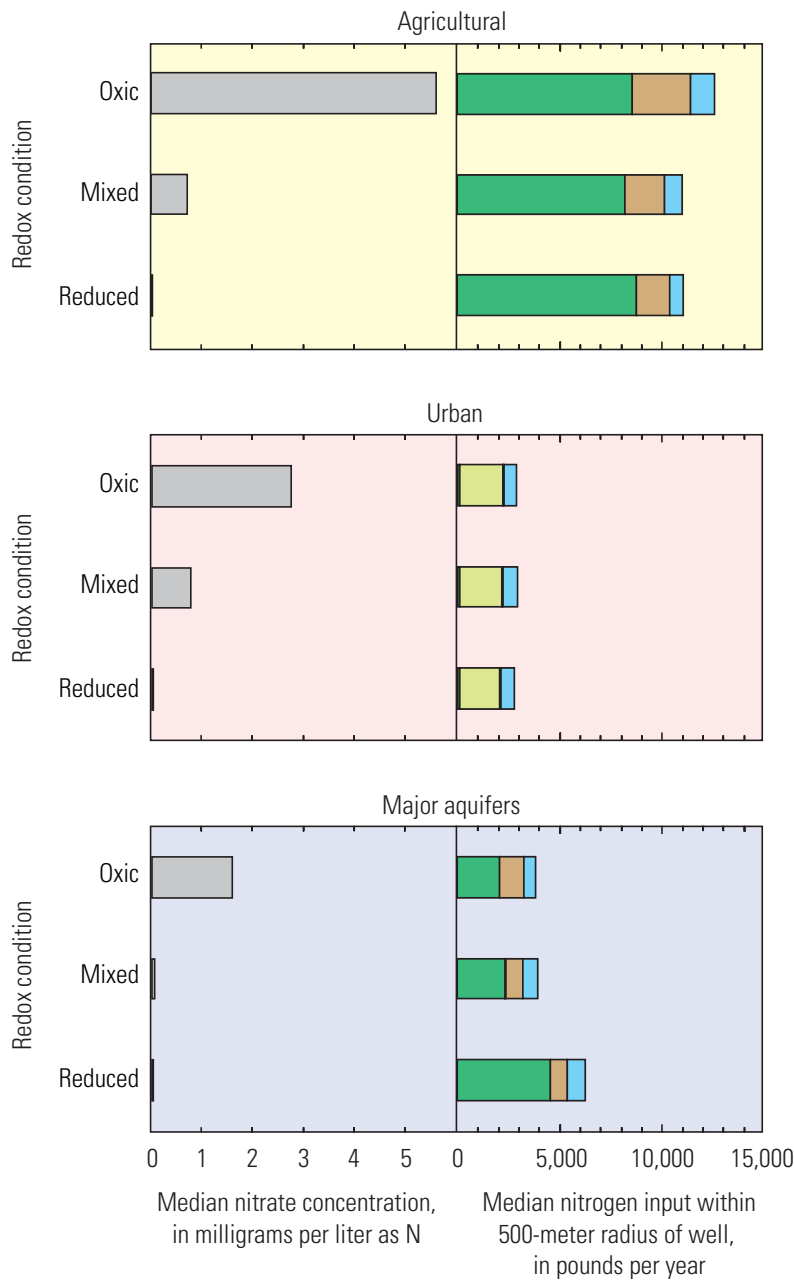 Agricultural
Redox condition
Oxic
Mixed
Reduced
Urban
Redox condition
Oxic
Mixed
Reduced
Major aquifers
Redox condition
Oxic
Mixed
Reduced
0 1 2 3 4 5 0 5,000 10,000 15,000
Median nitrate concentration,
in milligrams per liter as N
Median nitrogen input within
500-meter radius of well,
in pounds per year